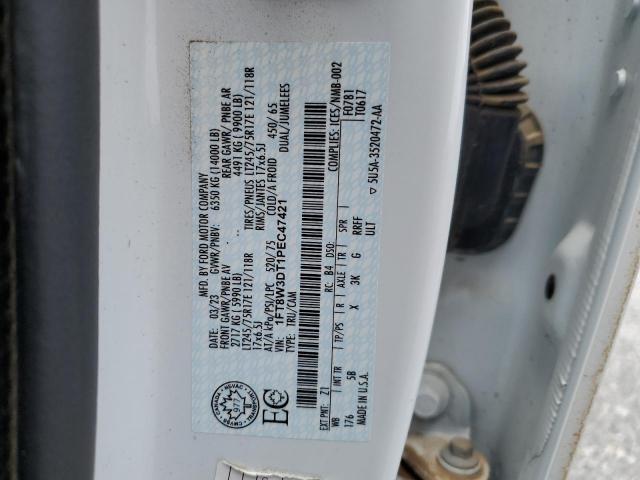 MFD. BY FORD MOTOR COMPANY
03/23 GVWR/PNBV: 6350 KG (14000 LB)
FRONT GAWR/PNBE AV REAR GAWR/ PNBE AR
2717 KG (5990 LB) 4491 KG (9900 LB)
LT245/75R17E 121/118R TIRES/PNEUS LT245/75R17E 121/118R
17x6.5J RIMS/JANTES 17x6.5J
AT/A kPa/PSI/LPC 520/75 COLD/A FROID 450/65
VIN: 1FT8W3DT1PEC47421 DUAL/JUMELEES
TYPE: TRU/CAM
COMPLIES: ICES/NMB-002
F0781
T0617
EC
EXT PNT: Z1 RC: B4 DSO:
WB INT TR TP/PS R AXLE TR SPR
176 5B X 3K G RRFF
ULT
MADE IN U.S.A. ▽ 5U5A-3520472-AA
977